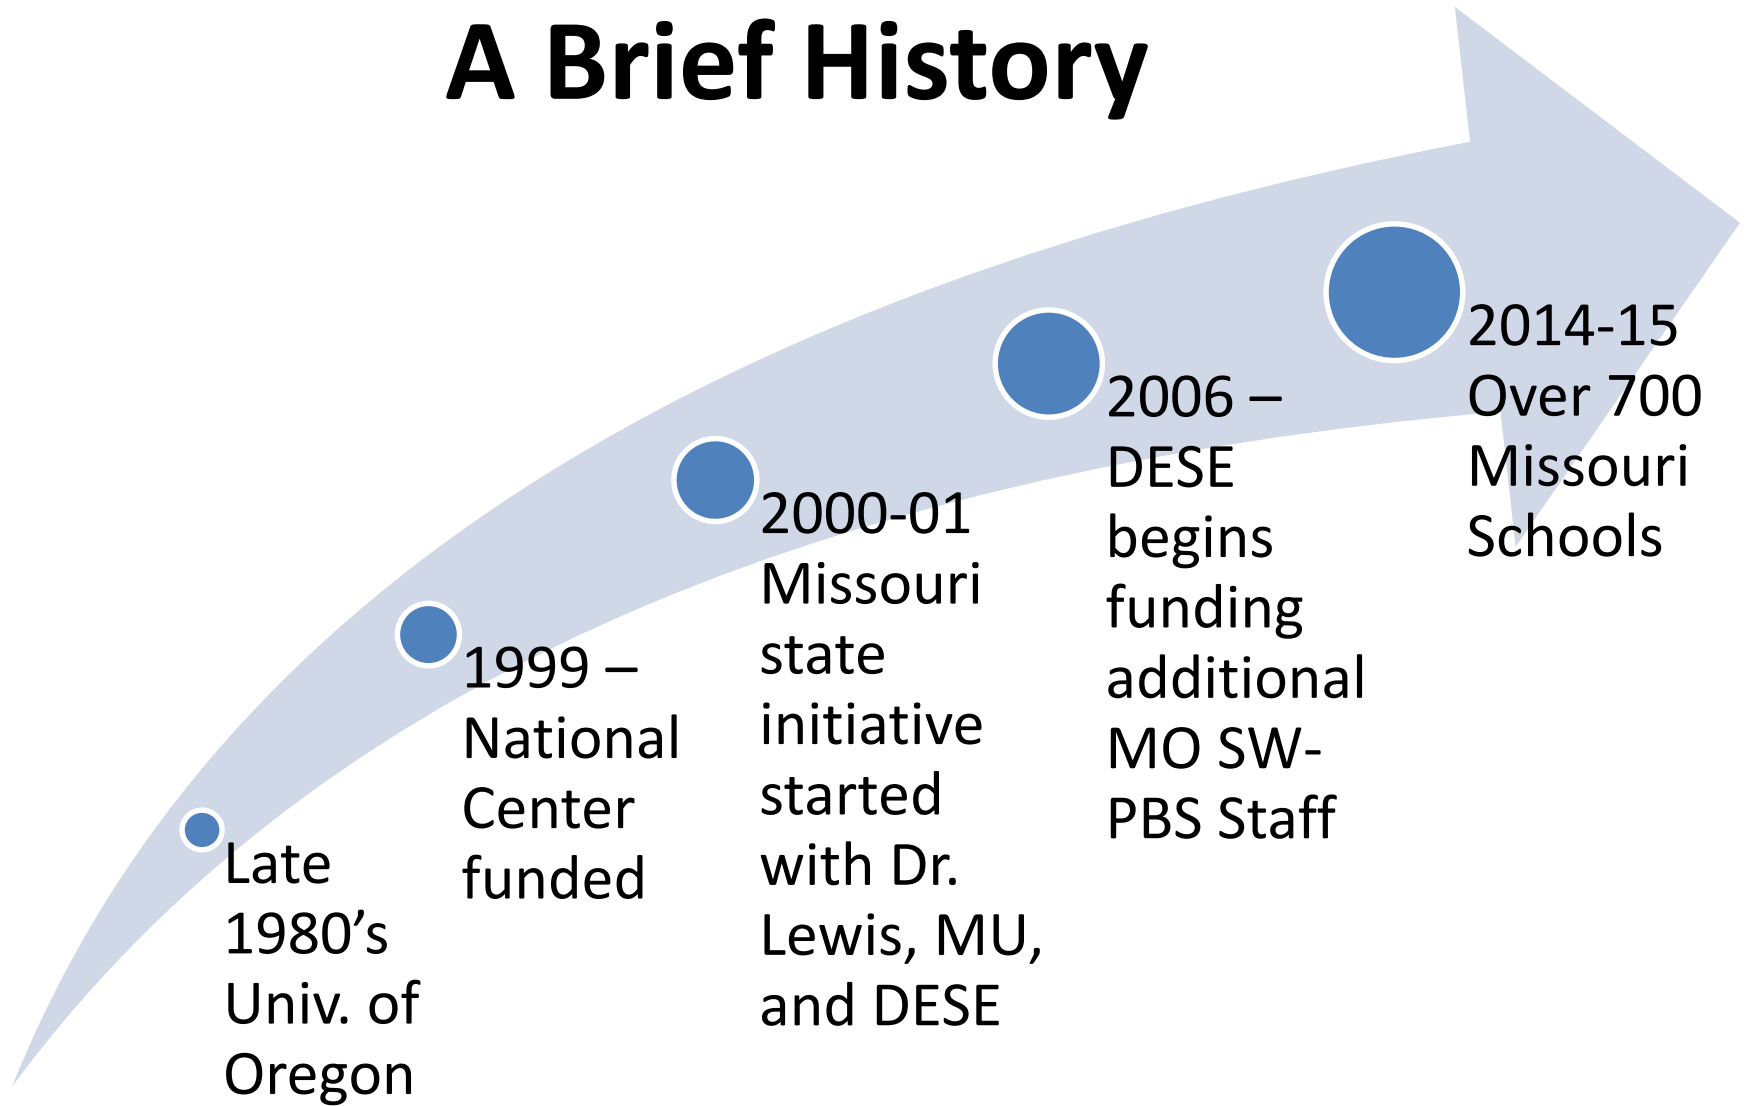 A Brief History
Late
1980’s
Univ. of
Oregon
1999 –
National
Center
funded
2000-01
Missouri
state
initiative
started
with Dr.
Lewis, MU,
and DESE
2006 –
DESE
begins
funding
additional
MO SW-
PBS Staff
2014-15
Over 700
Missouri
Schools